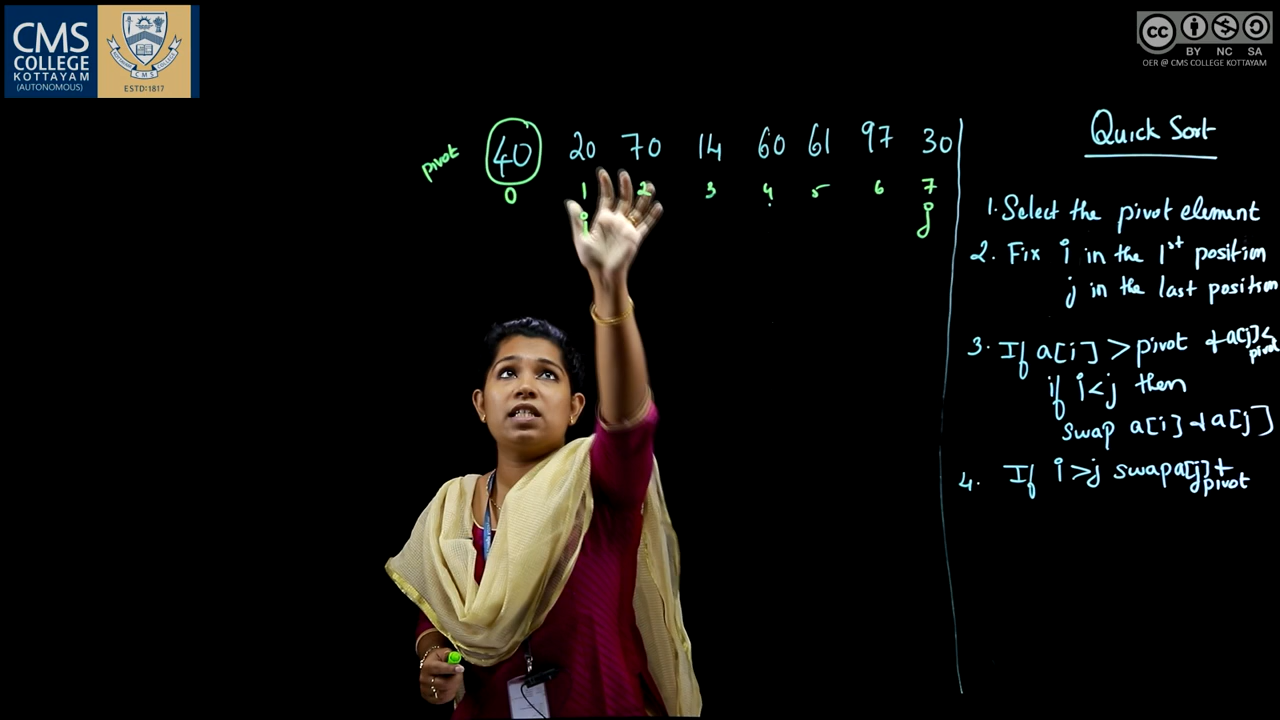 CMS
COLLEGE
KOTTAYAM
(AUTONOMOUS)
CMS
ESTD:1817
CC BY NC SA
OER @ CMS COLLEGE KOTTAYAM
pivot 40 20 70 14 60 61 97 30
0 1 2 3 4 5 6 7
i j
Quick Sort
1. Select the pivot element
2. Fix i in the 1st position
j in the last position
3. If a[i] > pivot + a[j] < pivot
if i<j then
swap a[i] + a[j]
4. If i>j swap a[j] + pivot